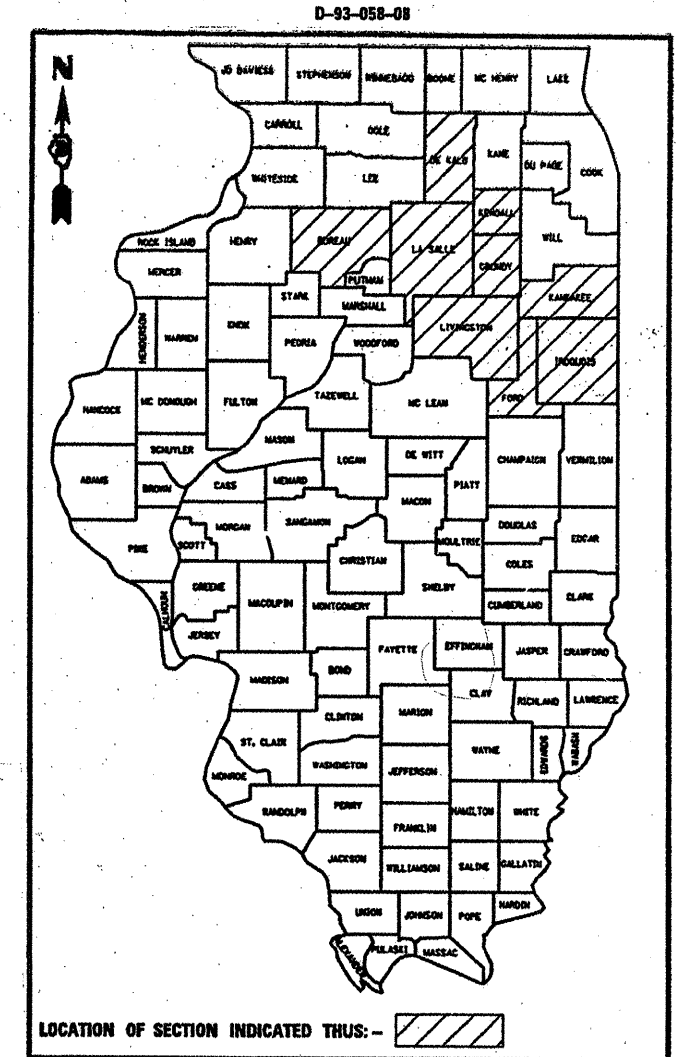 D-93-058-08
N
JO DAVIESS STEPHENSON WINNEBAGO BOONE MC HENRY LAKE
CARROLL OGLE DE KALB KANE DU PAGE COOK
WHITESIDE LEE
ROCK ISLAND HENRY BUREAU LA SALLE KENDALL WILL
MERCER PUTNAM GRUNDY
STARK MARSHALL KANKAKEE
HENDERSON WARREN KNOX PEORIA WOODFORD LIVINGSTON IROQUOIS
HANCOCK MC DONOUGH FULTON TAZEWELL MC LEAN FORD
MASON
SCHUYLER LOGAN DE WITT CHAMPAIGN VERMILION
ADAMS BROWN CASS MENARD MACON PIATT
PIKE SCOTT MORGAN SANGAMON MOULTRIE DOUGLAS EDGAR
CHRISTIAN COLES
CALHOUN GREENE MACOUPIN MONTGOMERY SHELBY CUMBERLAND CLARK
JERSEY FAYETTE EFFINGHAM JASPER CRAWFORD
MADISON BOND CLAY RICHLAND LAWRENCE
CLINTON MARION
ST. CLAIR WAYNE EDWARDS WABASH
MONROE WASHINGTON JEFFERSON
RANDOLPH PERRY HAMILTON WHITE
FRANKLIN
JACKSON WILLIAMSON SALINE GALLATIN
UNION JOHNSON POPE HARDIN
ALEXANDER PULASKI MASSAC
LOCATION OF SECTION INDICATED THUS: -